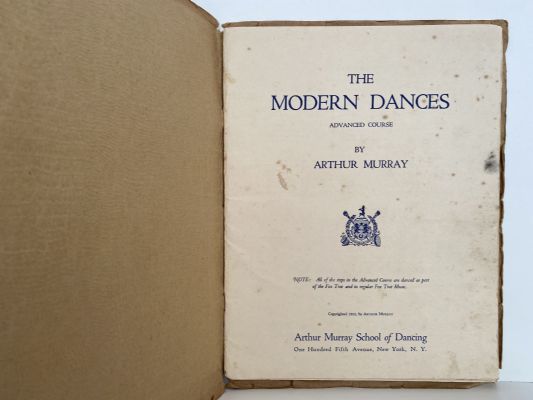 THE
MODERN DANCES
ADVANCED COURSE
BY
ARTHUR MURRAY
NOTE: All of the steps in the Advanced Course are danced as part
of the Fox Trot and to regular Fox Trot Music.
Copyrighted by ARTHUR MURRAY
Arthur Murray School of Dancing
One Hundred Fifth Avenue, New York, N. Y.